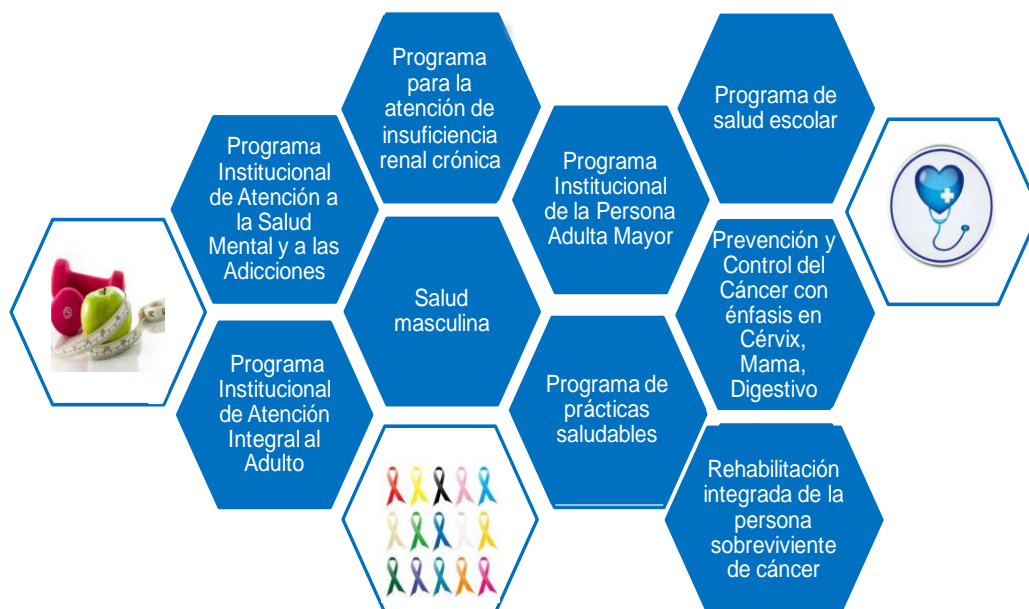 Programa
para la
atención de
insuficiencia
renal crónica
Programa de
salud escolar
Programa
Institucional
de Atención a
la Salud
Mental y a las
Adicciones
Programa
Institucional
de la Persona
Adulta Mayor
Salud
masculina
Prevención y
Control del
Cáncer con
énfasis en
Cérvix,
Mama,
Digestivo
Programa
Institucional
de Atención
Integral al
Adulto
Programa de
prácticas
saludables
Rehabilitación
integrada de la
persona
sobreviviente
de cáncer